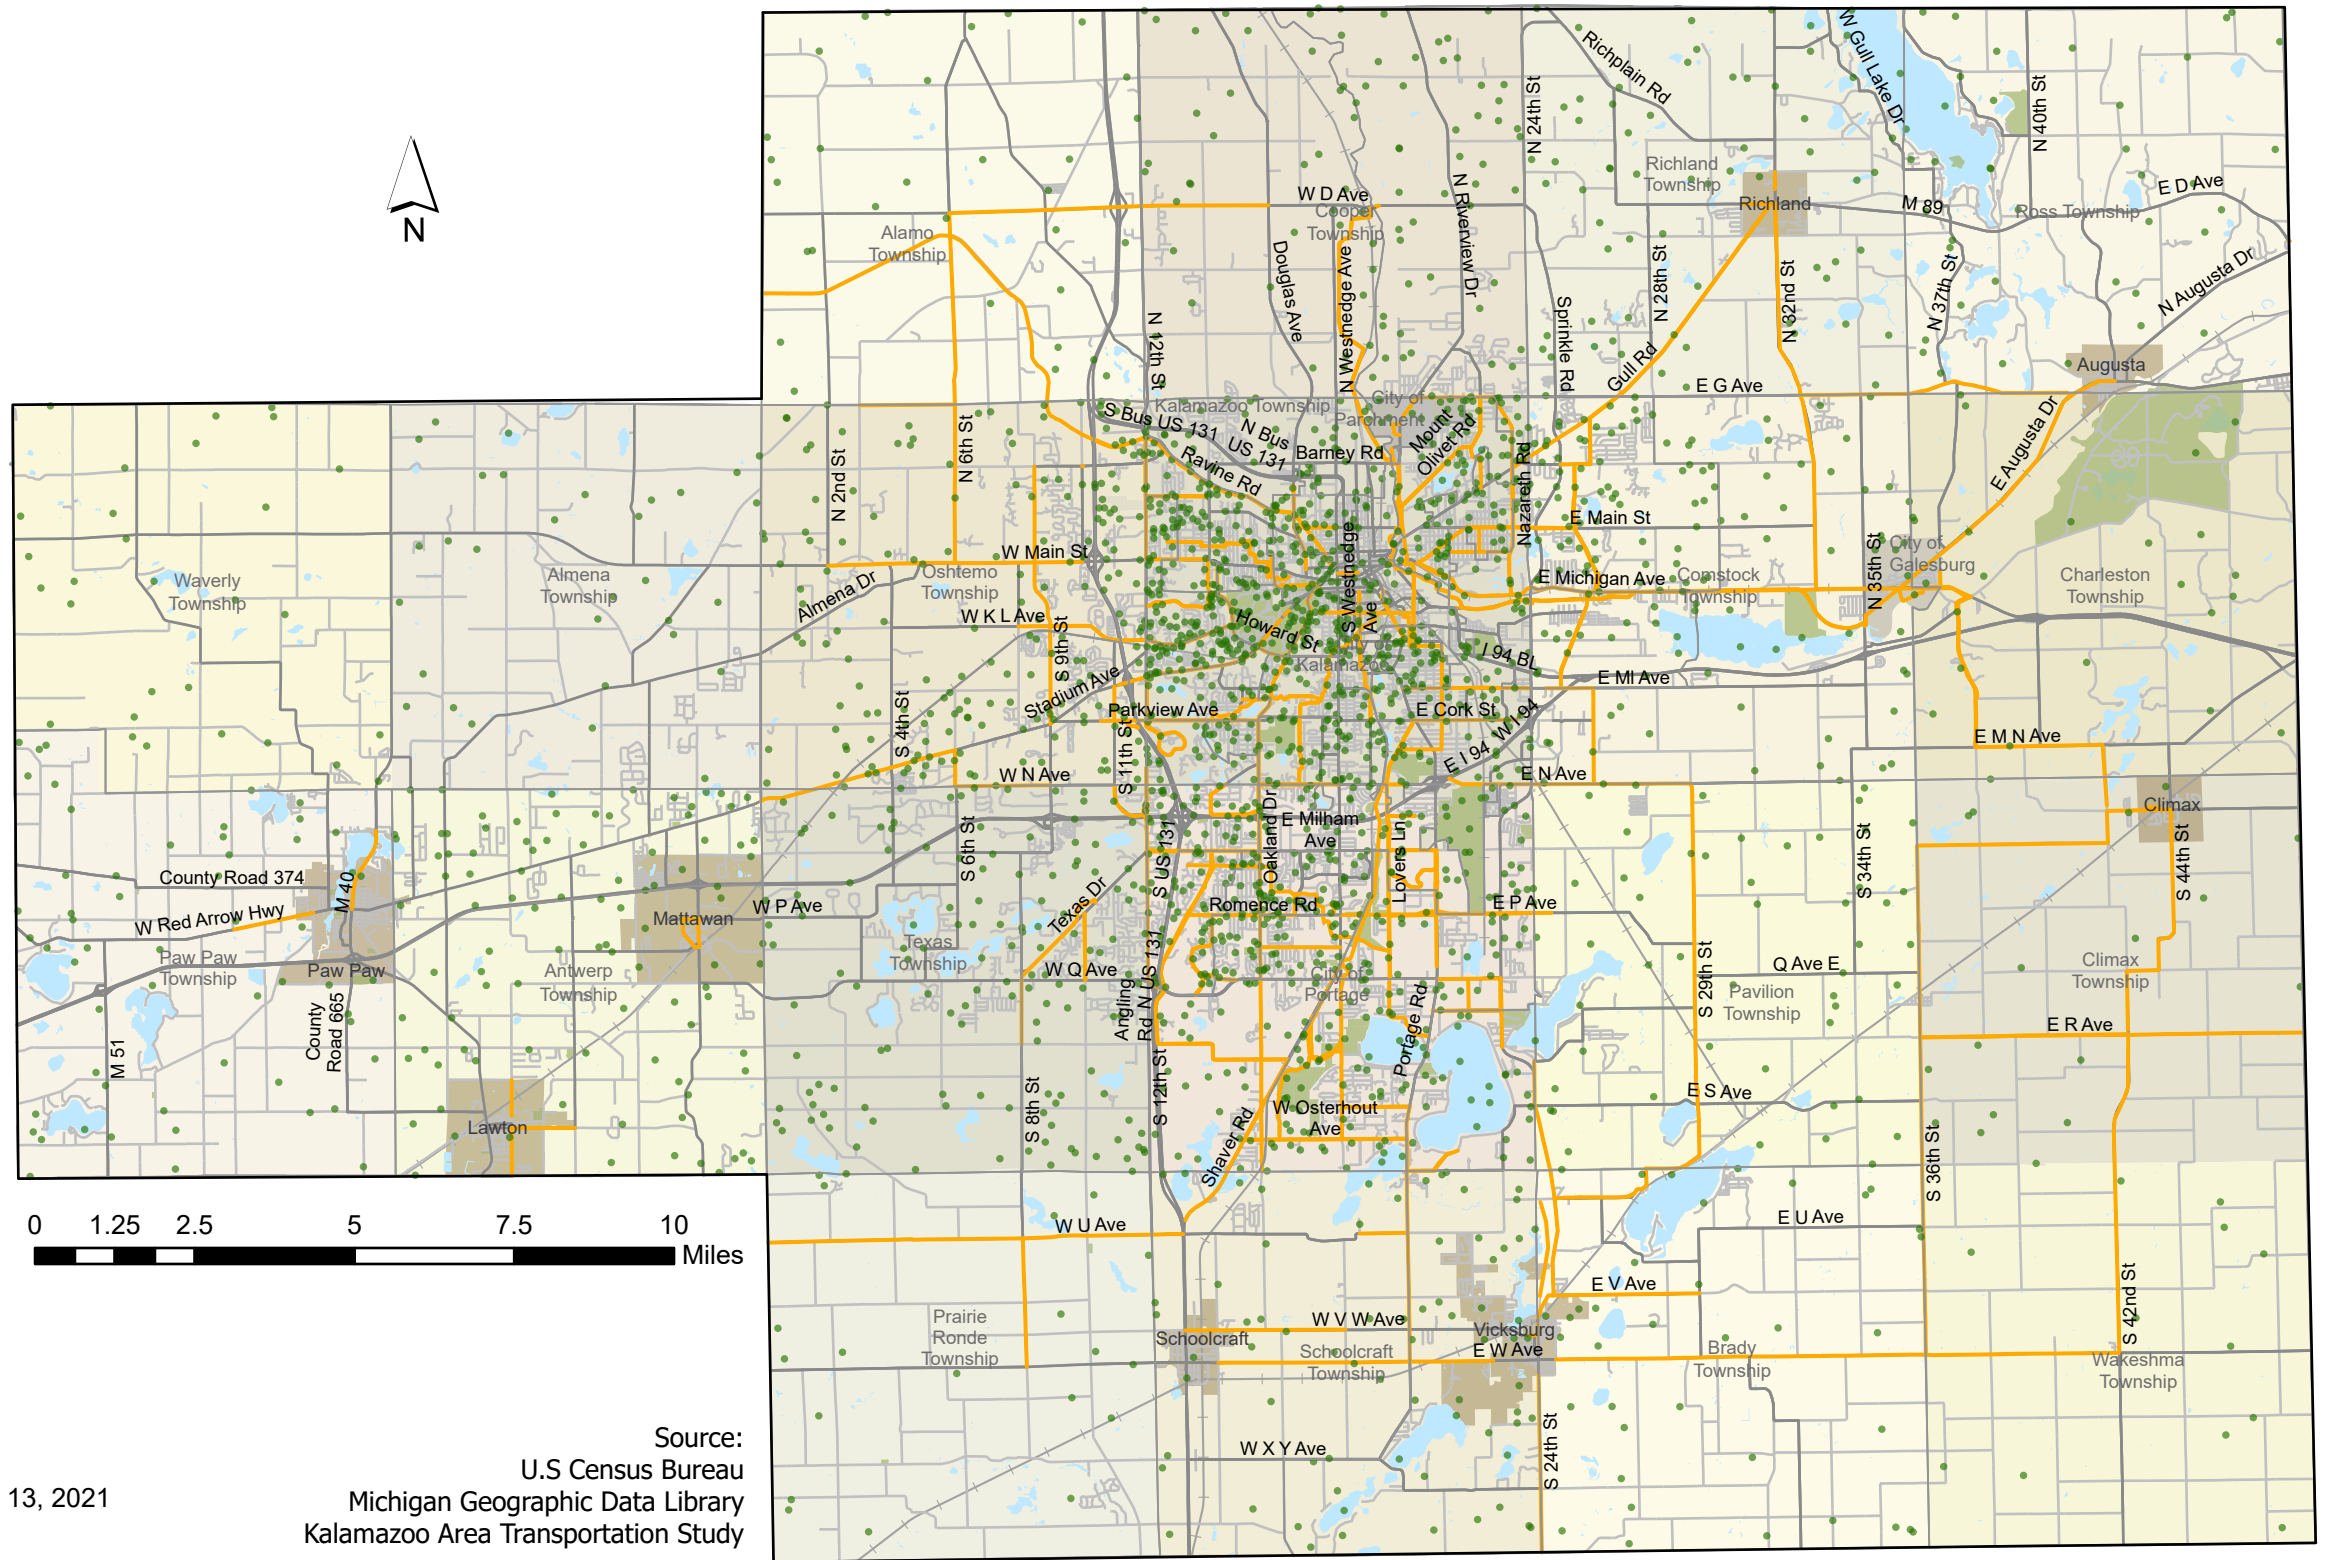 W Gull Lake Dr
Richplain Rd
N 24th St
N 40th St
Richland
Township
E D Ave
W D Ave
Cooper
Township
N Riverview Dr
Richland
M 89
Ross Township
N
Alamo
Township
Douglas Ave
N Westnedge Ave
N 28th St
N 32nd St
N 37th St
N Augusta Dr
N 12th St
Sprinkle Rd
Gull Rd
Augusta
E G Ave
S Bus US 131
Kalamazoo Township
City of
Parchment
N Bus
US 131
Mount
Olivet Rd
Barney Rd
Ravine Rd
N 2nd St
N 6th St
Nazareth Rd
E Augusta Dr
E Main St
W Main St
S Westnedge
Ave
City of
Galesburg
N 35th St
Waverly
Township
Almena
Township
Almena Dr
Oshtemo
Township
E Michigan Ave
Comstock
Township
Charleston
Township
W K L Ave
Howard St
S 9th St
City of
Kalamazoo
I 94 BL
E MI Ave
Stadium Ave
S 4th St
Parkview Ave
E Cork St
W I 94
E I 94
E M N Ave
S 11th St
W N Ave
E N Ave
Climax
Oakland Dr
E Milham
Ave
S 6th St
S US 131
Lovers Ln
S 34th St
S 44th St
County Road 374
M 40
W Red Arrow Hwy
Mattawan
W P Ave
Texas Dr
Romence Rd
E P Ave
Paw Paw
Township
Paw Paw
Antwerp
Township
Texas
Township
W Q Ave
N US 131
Angling
Rd
City of
Portage
Portage Rd
S 29th St
Q Ave E
Pavilion
Township
Climax
Township
County
Road 665
M 51
E R Ave
S 8th St
S 12th St
Lawton
W Osterhout
Ave
Shaver Rd
E S Ave
S 36th St
0 1.25 2.5 5 7.5 10
Miles
W U Ave
E U Ave
E V Ave
S 42nd St
Prairie
Ronde
Township
Schoolcraft
W V W Ave
Vicksburg
Schoolcraft
Township
E W Ave
Brady
Township
Wakeshma
Township
W X Y Ave
S 24th St
Source:
U.S Census Bureau
13, 2021
Michigan Geographic Data Library
Kalamazoo Area Transportation Study